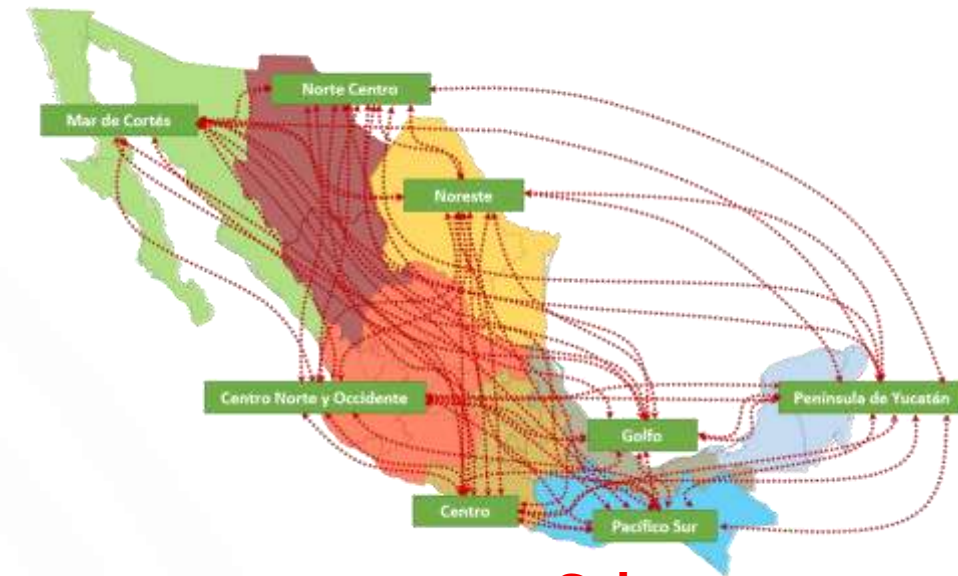 Norte Centro
Mar de Cortés
Noreste
Centro Norte y Occidente
Península de Yucatán
Golfo
Centro
Pacífico Sur